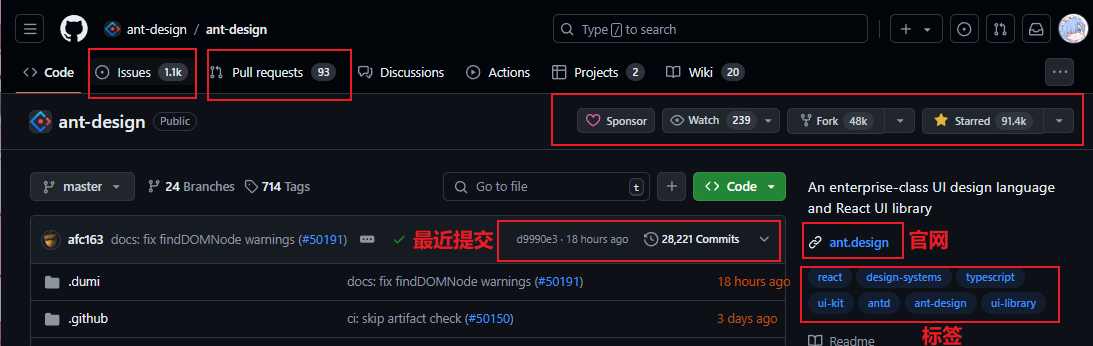 ant-design / ant-design
Type / to search
Code Issues 1.1k Pull requests 93 Discussions Actions Projects 2 Wiki 20
ant-design Public
Sponsor Watch 239 Fork 48k Starred 91.4k
master 24 Branches 714 Tags Go to file t Code
An enterprise-class UI design language
and React UI library
afc163 docs: fix findDOMNode warnings (#50191) 最近提交 d9990e3 · 18 hours ago 28,221 Commits
ant.design 官网
.dumi docs: fix findDOMNode warnings (#50191) 18 hours ago
react design-systems typescript
.github ci: skip artifact check (#50150) 3 days ago
ui-kit antd ant-design ui-library
标签
Readme